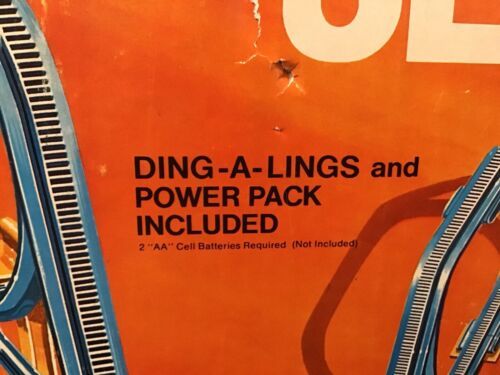 DING-A-LINGS and
POWER PACK
INCLUDED
2 "AA" Cell Batteries Required (Not Included)